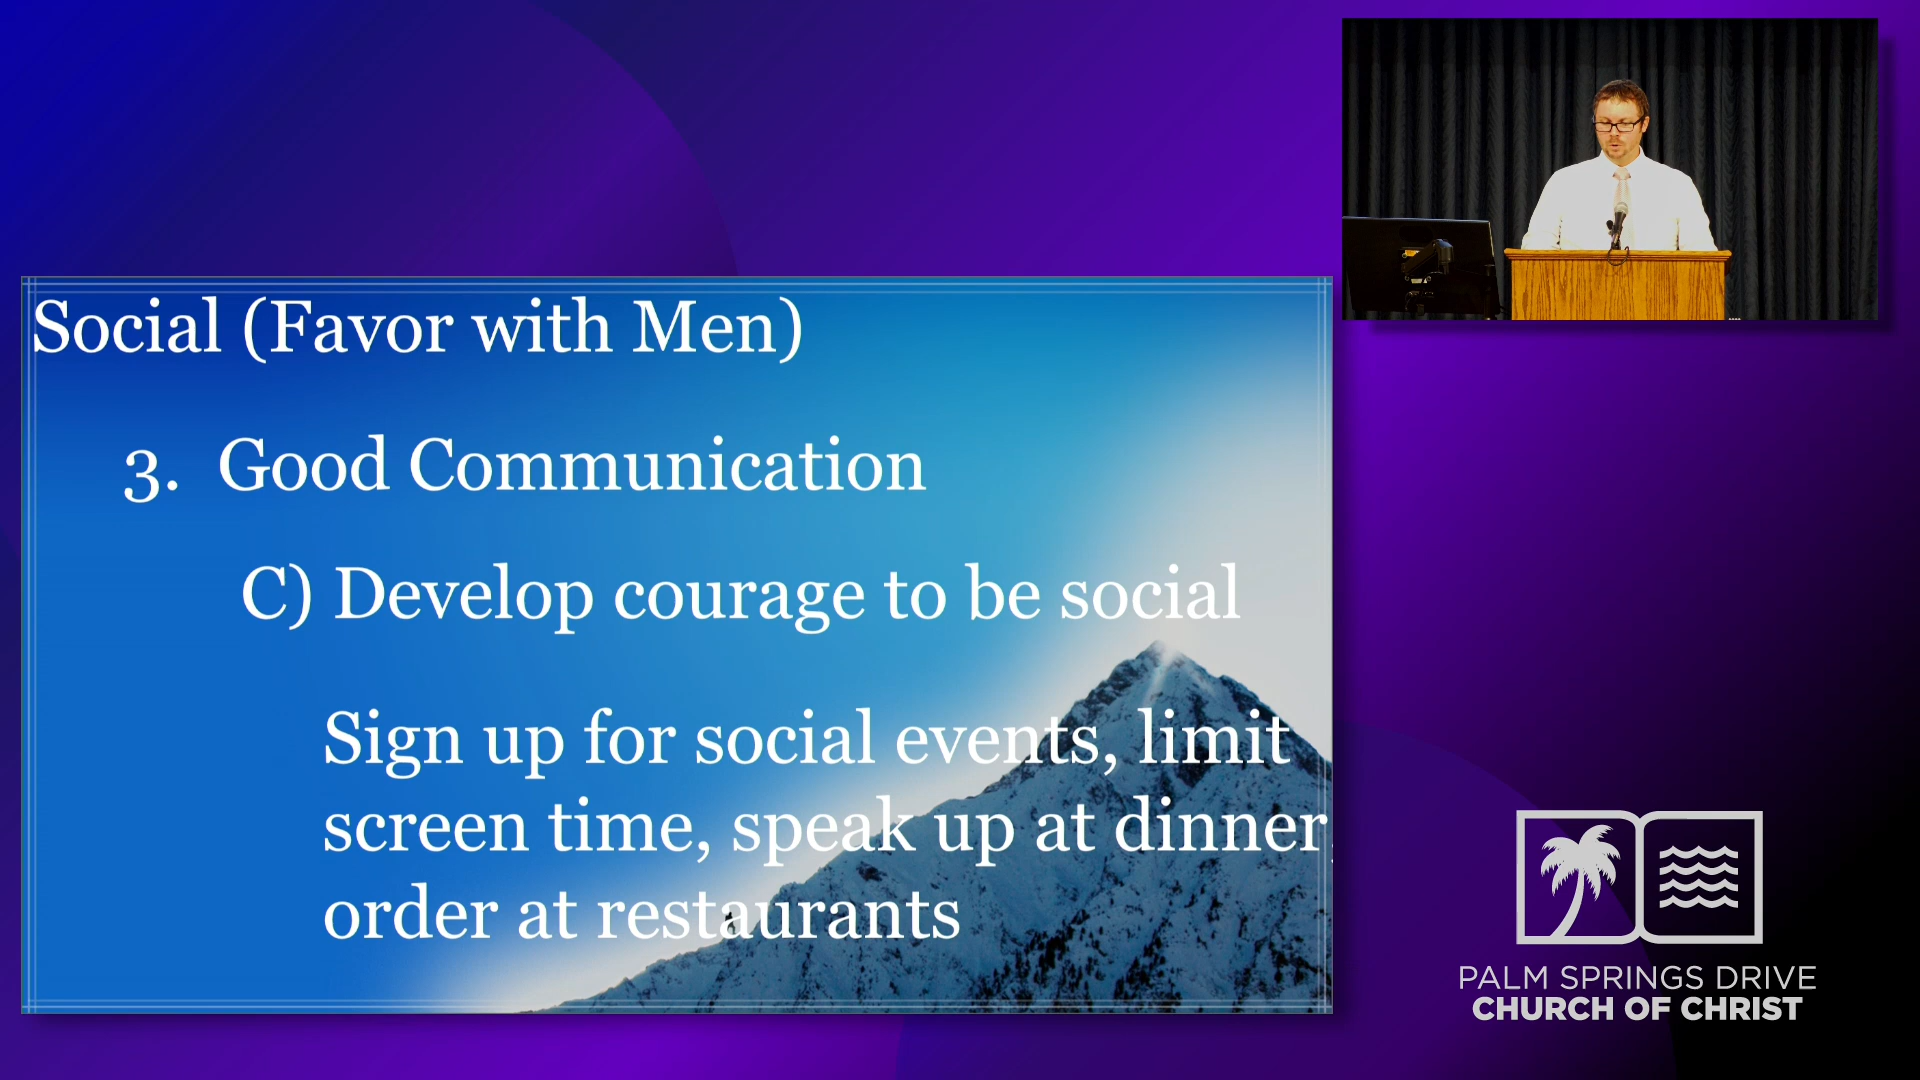 Social (Favor with Men)
3. Good Communication
C) Develop courage to be social
Sign up for social events, limit
screen time, speak up at dinner,
order at restaurants
PALM SPRINGS DRIVE
CHURCH OF CHRIST